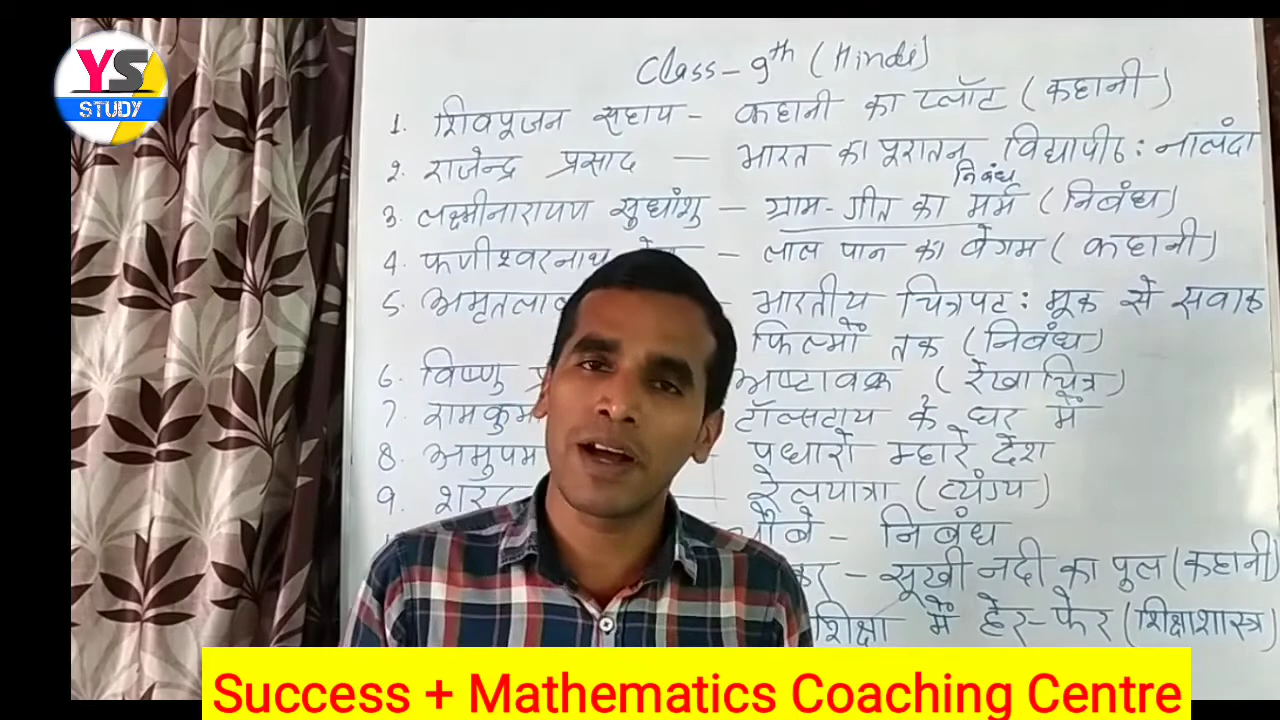 YS
STUDY
Class - 9th (Hindi)
1. शिवपूजन सहाय - कहानी का प्लॉट (कहानी)
2. राजेन्द्र प्रसाद — भारत का पूरातन विद्यापीठ : नालंदा
निबंध
3. लक्ष्मीनारायण सुधांशु - ग्राम-गीत का मर्म (निबंध)
4. फणीश्वरनाथ - लाल पान का बेगम (कहानी)
5. अमृतलाल - भारतीय चित्रपट : मूक से सवाक
फिल्मों तक (निबंध)
6. विष्णु अष्टावक्र (रेखाचित्र)
7. रामकुमा टॉल्सटाय के घर में
8. अनुपम - पधारो म्हारे देश
9. शरद — रेलयात्रा (व्यंग्य)
चौबे - निबंध
कर - सूखी नदी का पुल (कहानी)
शिक्षा में हेर-फेर (शिक्षाशास्त्र)
Success + Mathematics Coaching Centre